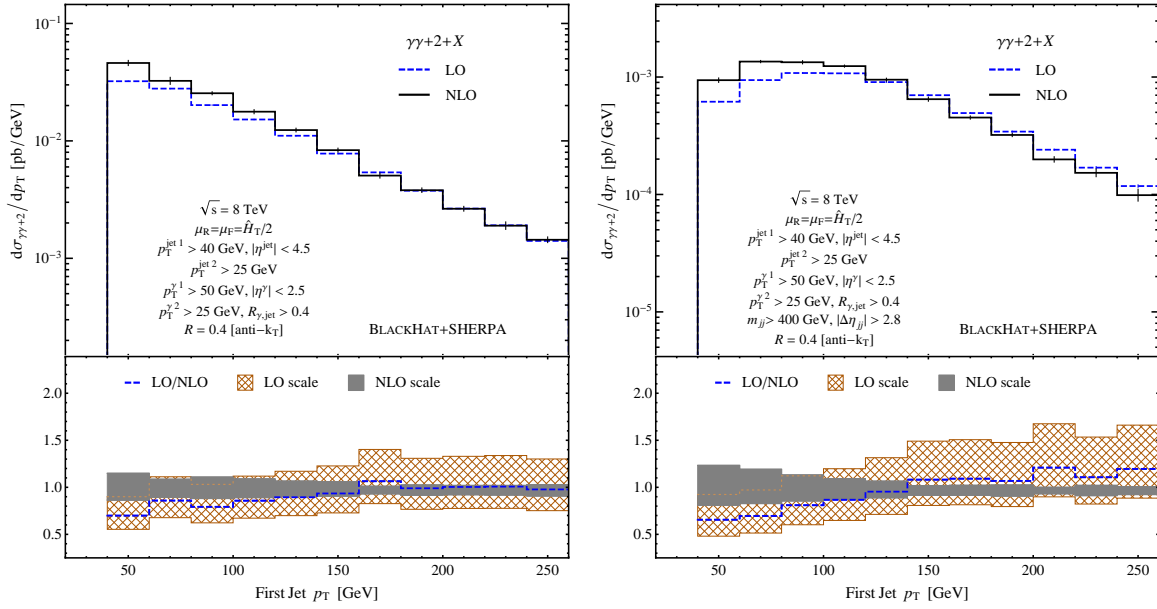 10⁻¹
10⁻²
10⁻³
dσ_γγ+2/dp_T [pb/GeV]
γγ+2+X
LO
NLO
√s = 8 TeV
μ_R=μ_F=Ĥ_T/2
p_T^jet 1 > 40 GeV, |η^jet| < 4.5
p_T^jet 2 > 25 GeV
p_T^γ 1 > 50 GeV, |η^γ| < 2.5
p_T^γ 2 > 25 GeV, R_γ,jet > 0.4
R = 0.4 [anti−k_T]
BLACKHAT+SHERPA
LO/NLO LO scale NLO scale
2.0
1.5
1.0
0.5
50 100 150 200 250
First Jet p_T [GeV]
10⁻³
10⁻⁴
10⁻⁵
dσ_γγ+2/dp_T [pb/GeV]
γγ+2+X
LO
NLO
√s = 8 TeV
μ_R=μ_F=Ĥ_T/2
p_T^jet 1 > 40 GeV, |η^jet| < 4.5
p_T^jet 2 > 25 GeV
p_T^γ 1 > 50 GeV, |η^γ| < 2.5
p_T^γ 2 > 25 GeV, R_γ,jet > 0.4
m_jj > 400 GeV, |Δη_jj| > 2.8
R = 0.4 [anti−k_T]
BLACKHAT+SHERPA
LO/NLO LO scale NLO scale
2.0
1.5
1.0
0.5
50 100 150 200 250
First Jet p_T [GeV]